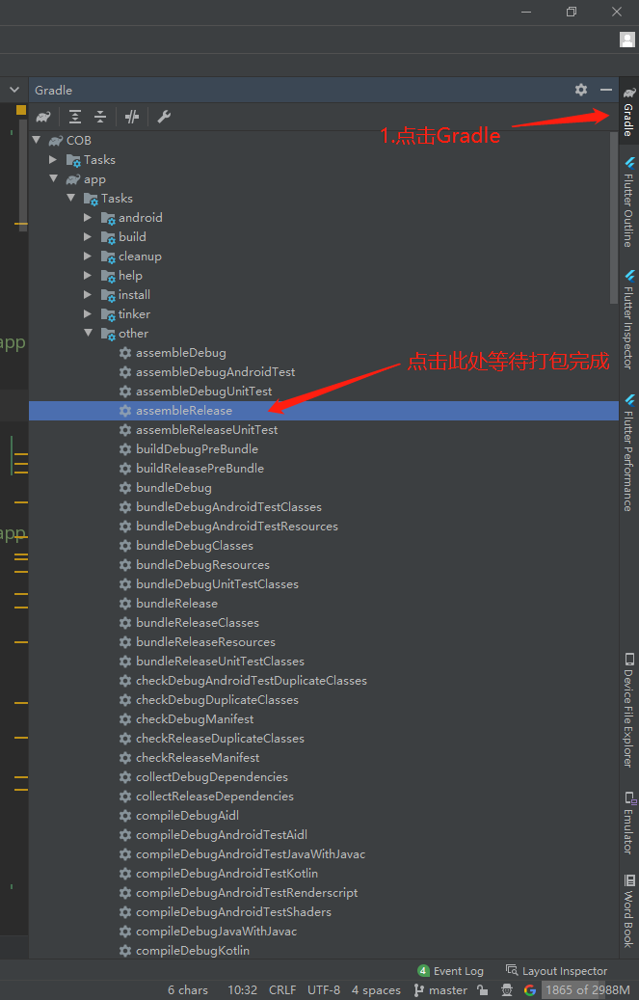 Gradle
1.点击Gradle
COB
Tasks
app
Tasks
android
build
cleanup
help
install
tinker
other
assembleDebug
点击此处等待打包完成
assembleDebugAndroidTest
assembleDebugUnitTest
assembleRelease
assembleReleaseUnitTest
buildDebugPreBundle
buildReleasePreBundle
bundleDebug
bundleDebugAndroidTestClasses
bundleDebugAndroidTestResources
bundleDebugClasses
bundleDebugResources
bundleDebugUnitTestClasses
bundleRelease
bundleReleaseClasses
bundleReleaseResources
bundleReleaseUnitTestClasses
checkDebugAndroidTestDuplicateClasses
checkDebugDuplicateClasses
checkDebugManifest
checkReleaseDuplicateClasses
checkReleaseManifest
collectDebugDependencies
collectReleaseDependencies
compileDebugAidl
compileDebugAndroidTestAidl
compileDebugAndroidTestJavaWithJavac
compileDebugAndroidTestKotlin
compileDebugAndroidTestRenderscript
compileDebugAndroidTestShaders
compileDebugJavaWithJavac
compileDebugKotlin
app
app
Gradle
Flutter Outline
Flutter Inspector
Flutter Performance
Device File Explorer
Emulator
Word Book
4 Event Log Layout Inspector
6 chars 10:32 CRLF UTF-8 4 spaces master 1865 of 2988M